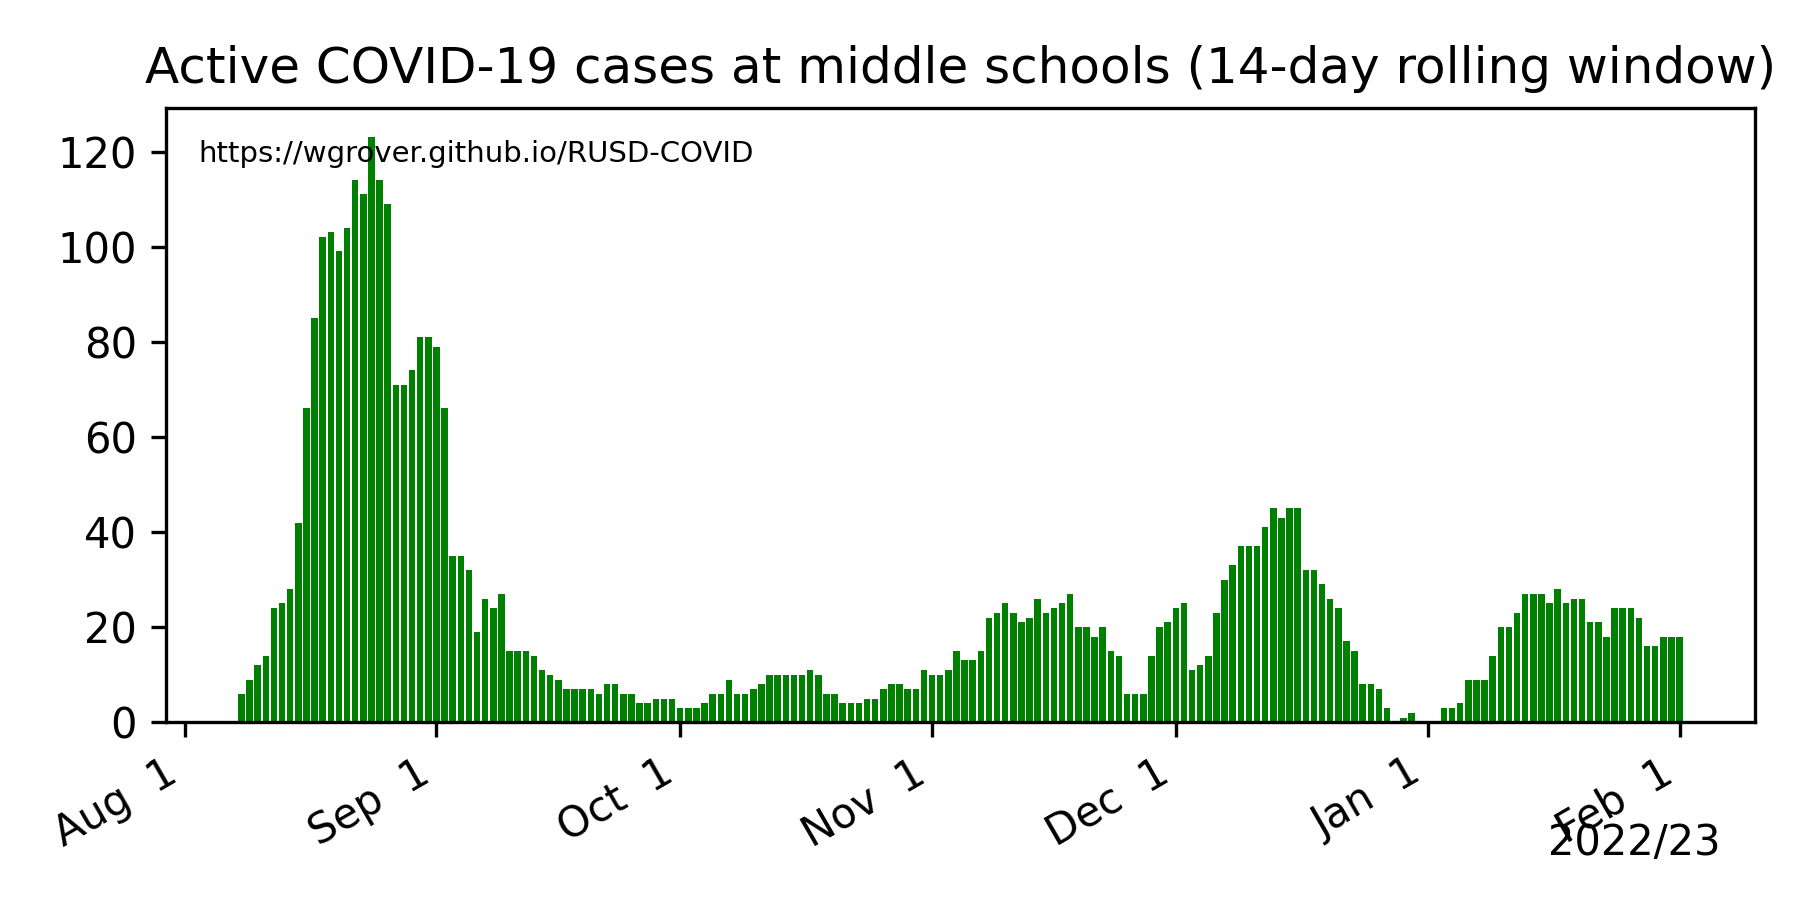 Active COVID-19 cases at middle schools (14-day rolling window)
https://wgrover.github.io/RUSD-COVID
120
100
80
60
40
20
0
Aug 1
Sep 1
Oct 1
Nov 1
Dec 1
Jan 1
Feb 1
2022/23